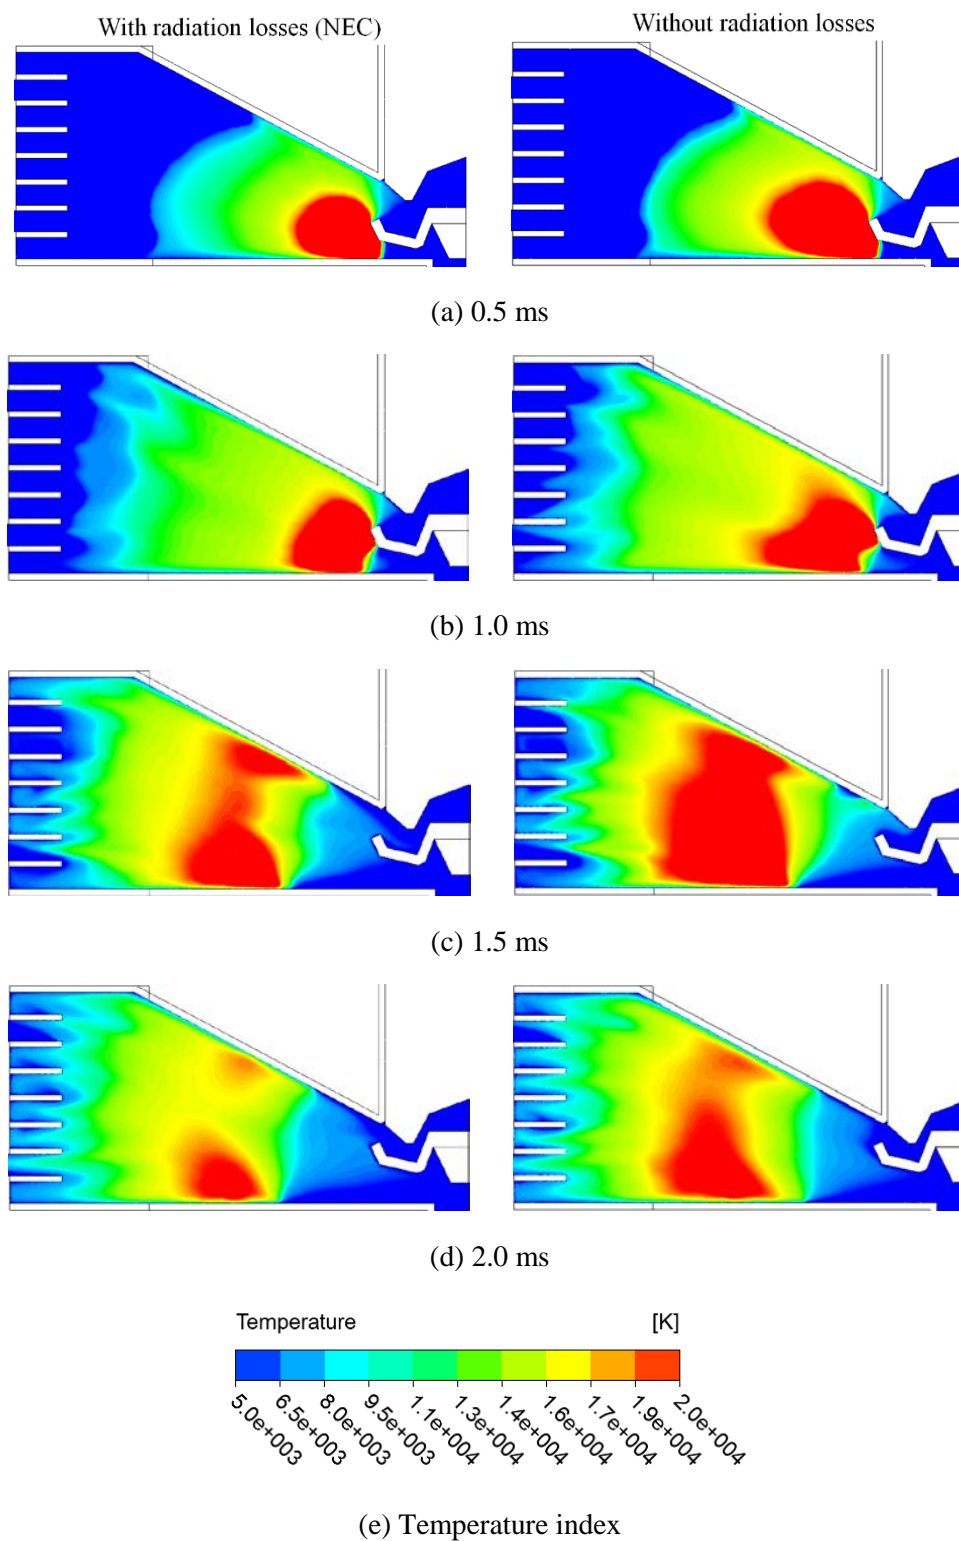 With radiation losses (NEC)
Without radiation losses
(a) 0.5 ms
(b) 1.0 ms
(c) 1.5 ms
(d) 2.0 ms
Temperature [K]
5.0e+003
6.5e+003
8.0e+003
9.5e+003
1.1e+004
1.3e+004
1.4e+004
1.6e+004
1.7e+004
1.9e+004
2.0e+004
(e) Temperature index